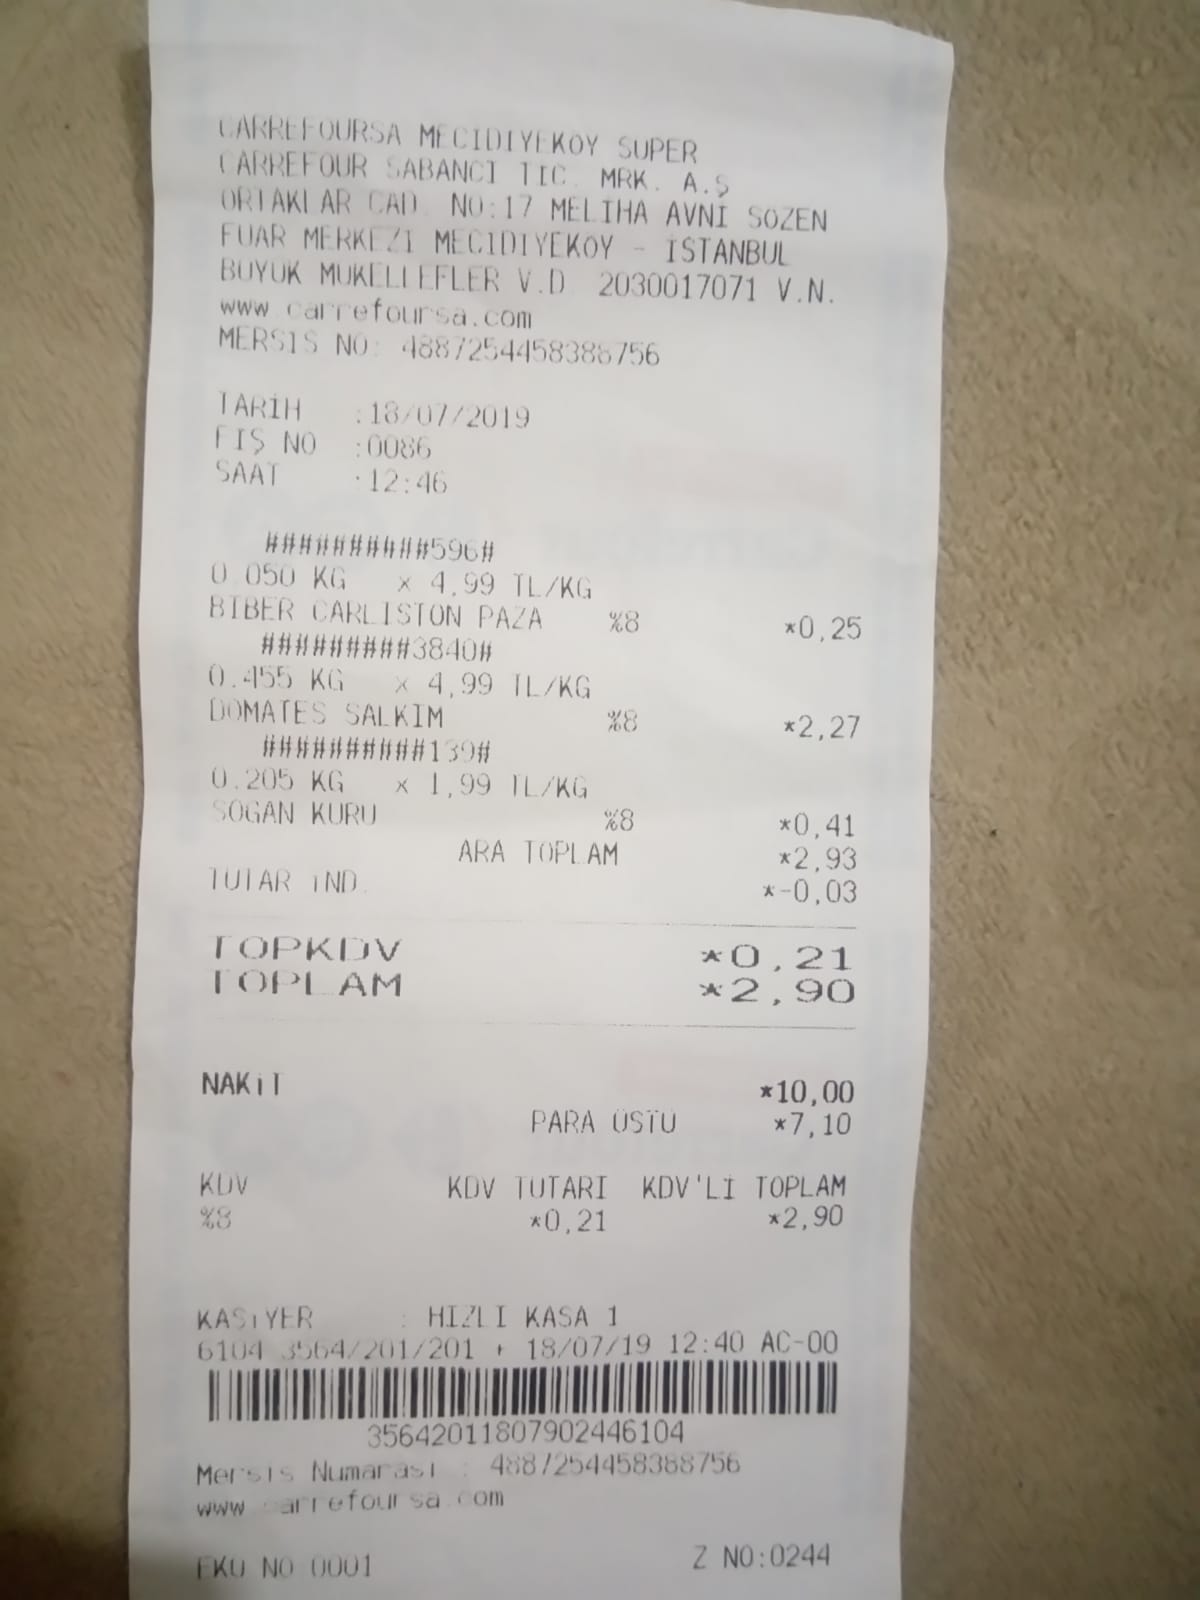 CARREFOURSA MECIDIYEKOY SUPER
CARREFOUR SABANCI TIC. MRK. A.Ş
ORTAKLAR CAD. NO:17 MELIHA AVNİ SOZEN
FUAR MERKEZI MECIDIYEKOY - İSTANBUL
BUYUK MUKELLEFLER V.D. 2030017071 V.N.
www.carrefoursa.com
MERSIS NO: 4887254458388756
TARİH :18/07/2019
FIŞ NO :0086
SAAT :12:46
##########596#
0.050 KG x 4,99 TL/KG
BIBER CARLISTON PAZA %8 *0,25
#########3840#
0.455 KG x 4,99 TL/KG
DOMATES SALKIM %8 *2,27
##########139#
0.205 KG x 1,99 TL/KG
SOGAN KURU %8 *0,41
ARA TOPLAM *2,93
TUTAR İND. *-0,03
TOPKDV *0,21
TOPLAM *2,90
NAKİT *10,00
PARA ÜSTÜ *7,10
KDV KDV TUTARI KDV'Lİ TOPLAM
%8 *0,21 *2,90
KASİYER : HIZLI KASA 1
6104 3564/201/201 + 18/07/19 12:40 AC-00
35642011807902446104
Mersis Numarası : 4887254458388756
www.carrefoursa.com
EKU NO 0001 Z NO:0244